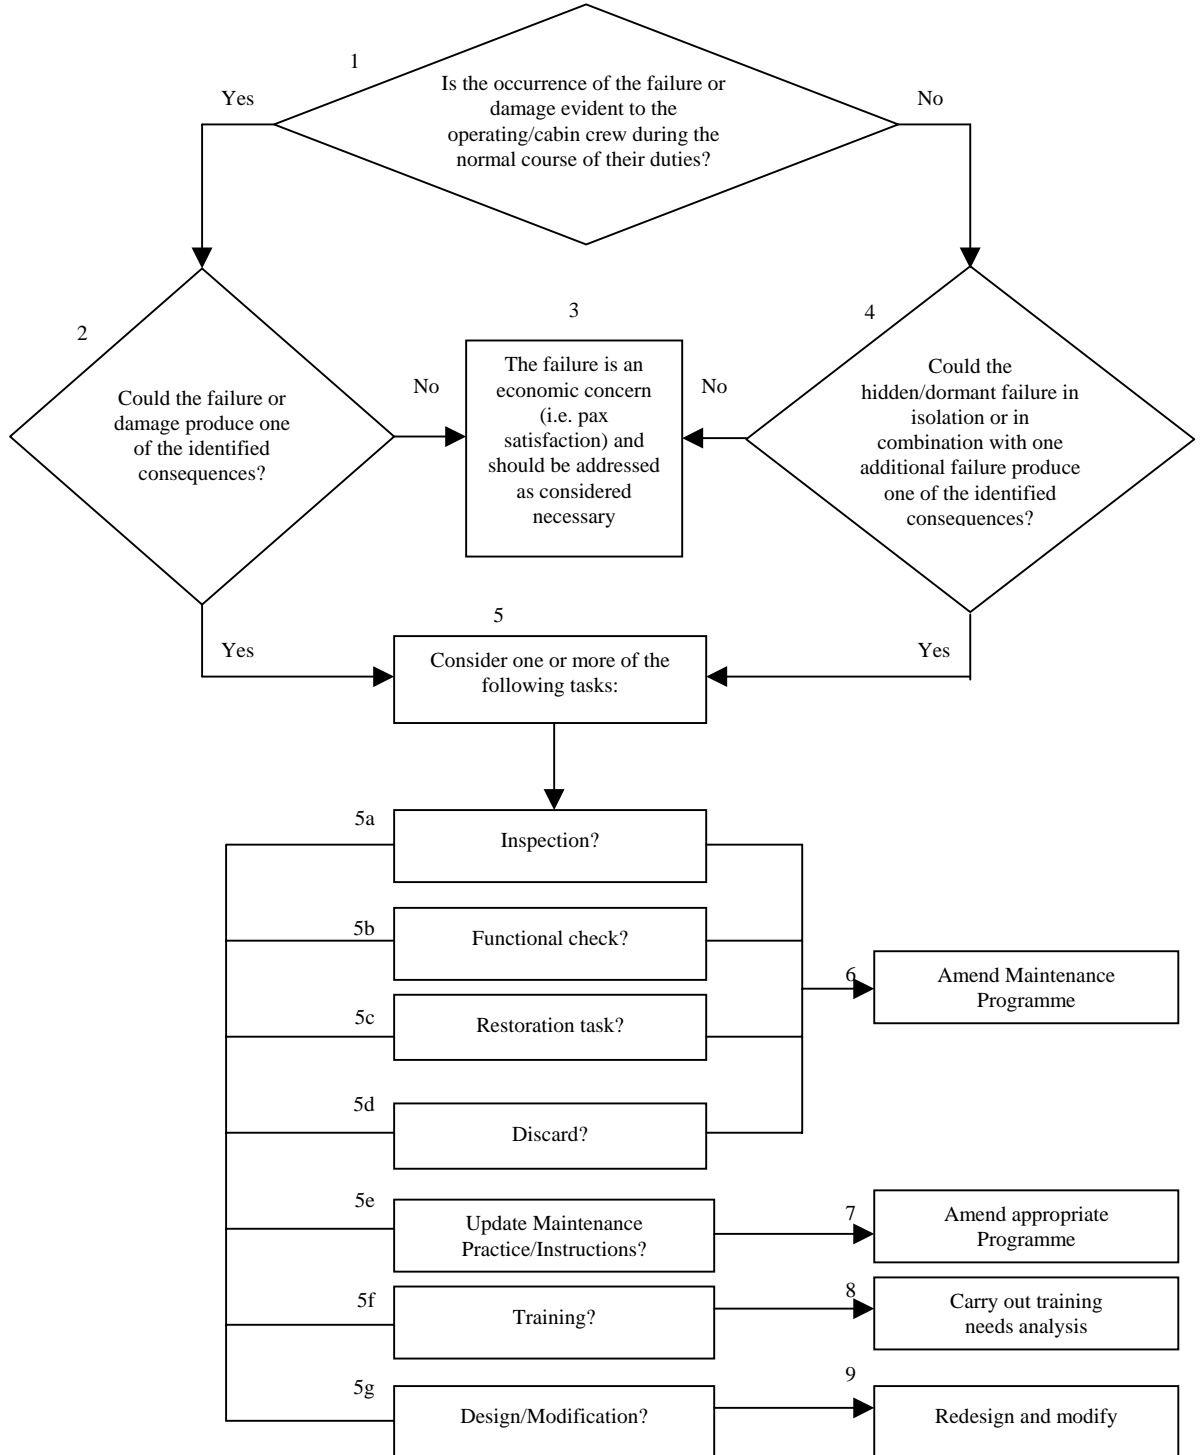 1
Is the occurrence of the failure or
damage evident to the
operating/cabin crew during the
normal course of their duties?
Yes
No
2
Could the failure or
damage produce one
of the identified
consequences?
No
3
The failure is an
economic concern
(i.e. pax
satisfaction) and
should be addressed
as considered
necessary
No
4
Could the
hidden/dormant failure in
isolation or in
combination with one
additional failure produce
one of the identified
consequences?
Yes
5
Consider one or more of the
following tasks:
Yes
5a
Inspection?
5b
Functional check?
5c
Restoration task?
5d
Discard?
6
Amend Maintenance
Programme
5e
Update Maintenance
Practice/Instructions?
7
Amend appropriate
Programme
5f
Training?
8
Carry out training
needs analysis
5g
Design/Modification?
9
Redesign and modify